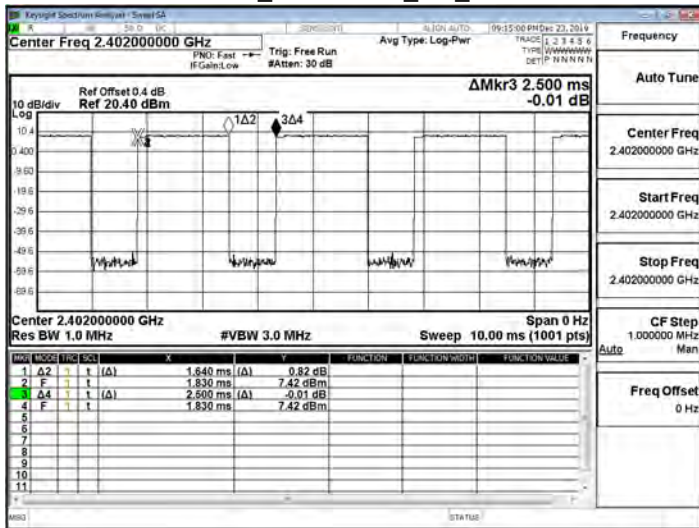 Keysight Spectrum Analyzer - Swept SA
R 50 Ω DC SENSE:INT ALIGN AUTO 09:15:00 PM Dec 23, 2019
Center Freq 2.402000000 GHz
PNO: Fast
IFGain:Low
Trig: Free Run
#Atten: 30 dB
Avg Type: Log-Pwr
TRACE 1 2 3 4 5 6
TYPE WWWWWW
DET P N N N N N
Ref Offset 0.4 dB
10 dB/div Ref 20.40 dBm
Log
ΔMkr3 2.500 ms
-0.01 dB
1Δ2 3Δ4
10.4
0.400
-9.60
-19.6
-29.6
-39.6
-49.6
-59.6
-69.6
Center 2.402000000 GHz Span 0 Hz
Res BW 1.0 MHz #VBW 3.0 MHz Sweep 10.00 ms (1001 pts)
MKR MODE TRC SCL X Y FUNCTION FUNCTION WIDTH FUNCTION VALUE
1 Δ2 1 t (Δ) 1.640 ms (Δ) 0.82 dB
2 F 1 t 1.830 ms 7.42 dBm
3 Δ4 1 t (Δ) 2.500 ms (Δ) -0.01 dB
4 F 1 t 1.830 ms 7.42 dBm
5
6
7
8
9
10
11
MSG STATUS
Frequency
Auto Tune
Center Freq
2.402000000 GHz
Start Freq
2.402000000 GHz
Stop Freq
2.402000000 GHz
CF Step
1.000000 MHz
Auto Man
Freq Offset
0 Hz